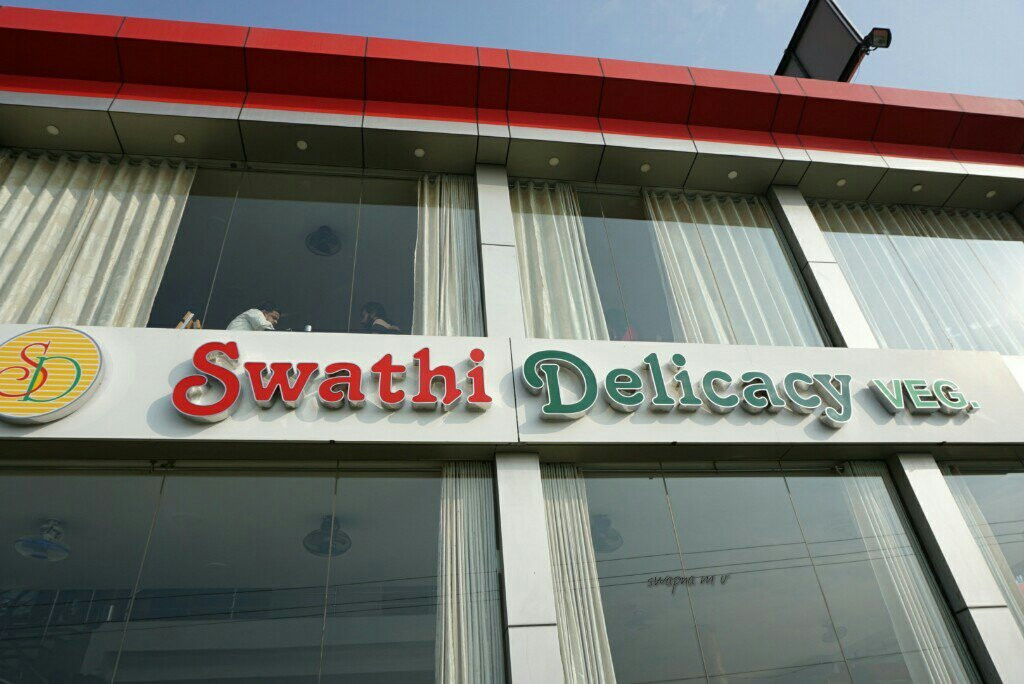 SD Swathi Delicacy VEG.
swapna m v